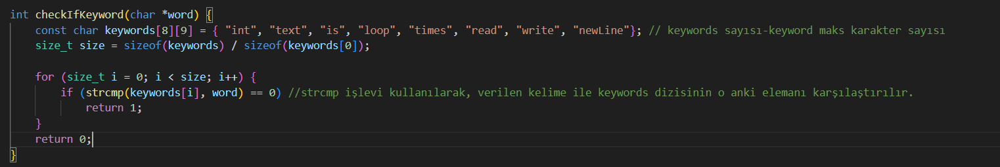 int checkIfKeyword(char *word) {
    const char keywords[8][9] = { "int", "text", "is", "loop", "times", "read", "write", "newLine"}; // keywords sayısı-keyword maks karakter sayısı
    size_t size = sizeof(keywords) / sizeof(keywords[0]);
    for (size_t i = 0; i < size; i++) {
        if (strcmp(keywords[i], word) == 0) //strcmp işlevi kullanılarak, verilen kelime ile keywords dizisinin o anki elemanı karşılaştırılır.
            return 1;
    }
    return 0;
}